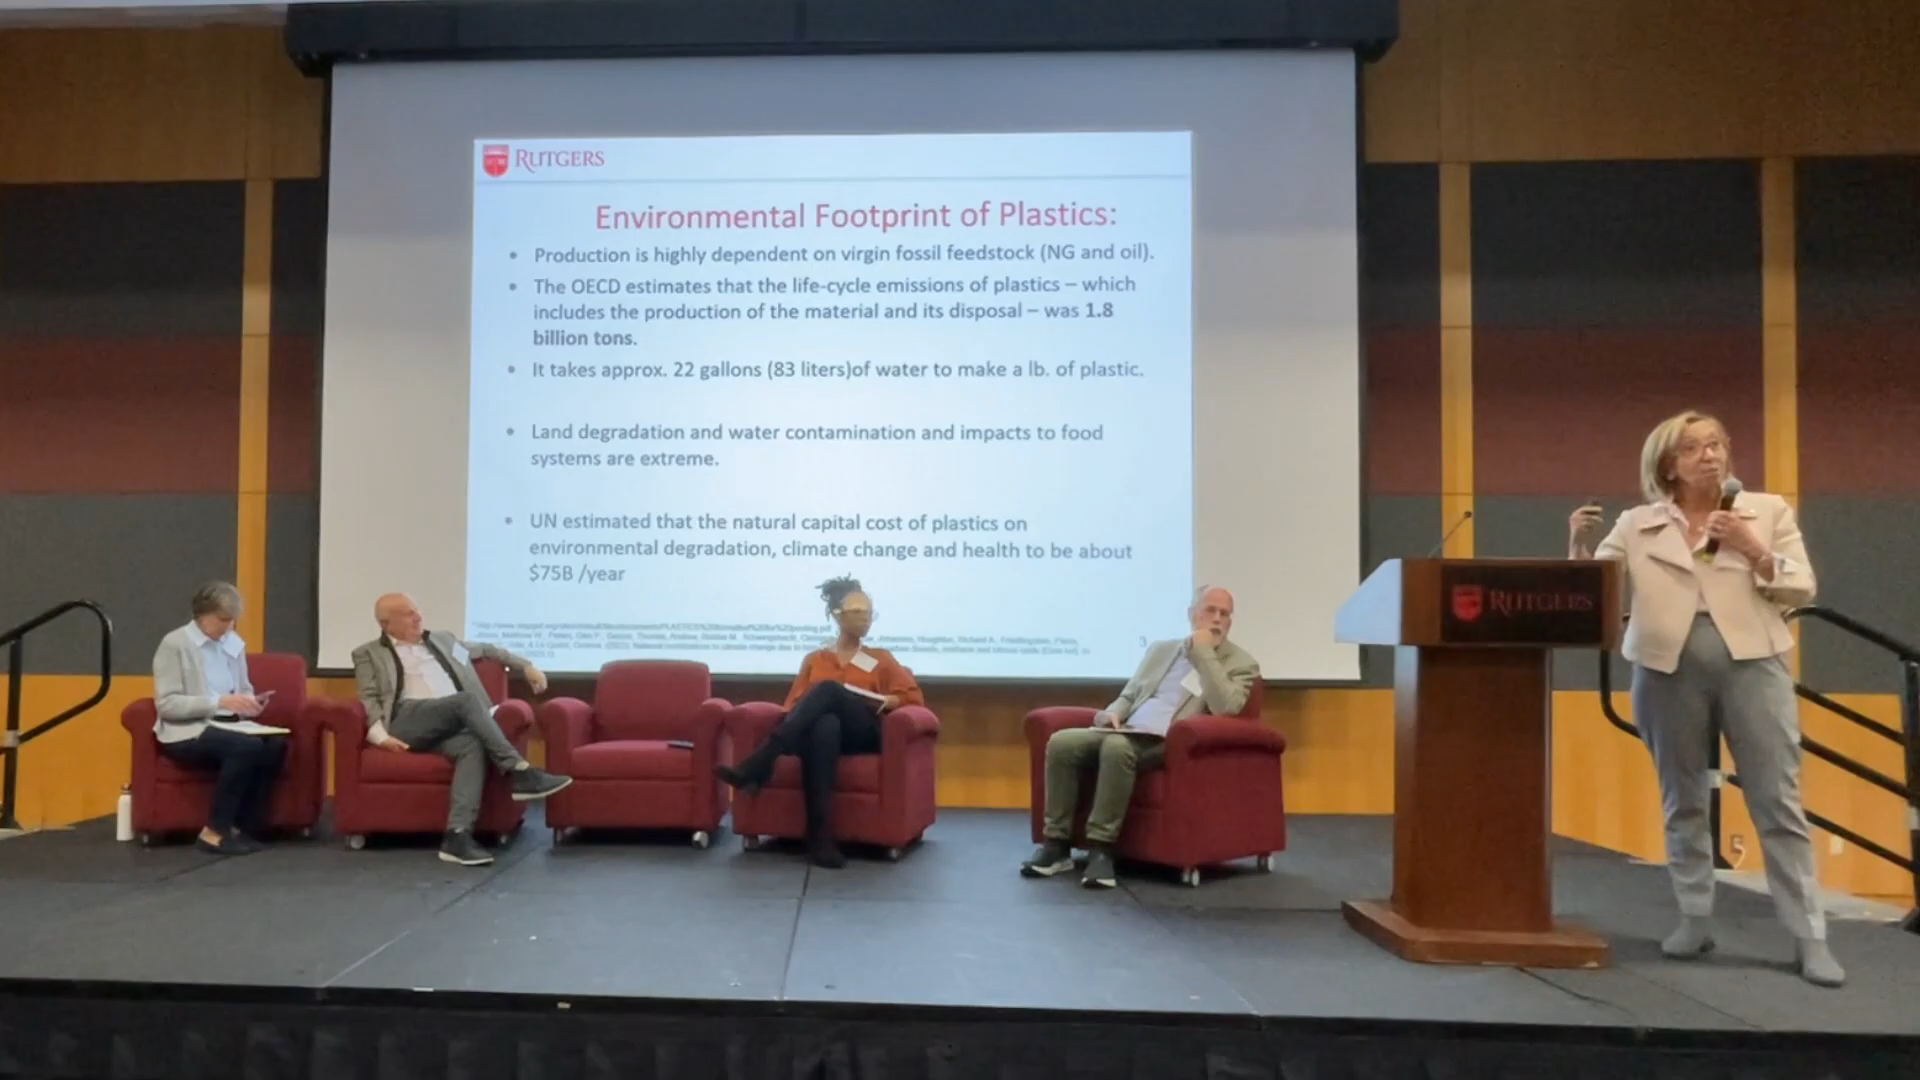 RUTGERS
Environmental Footprint of Plastics:
• Production is highly dependent on virgin fossil feedstock (NG and oil).
• The OECD estimates that the life-cycle emissions of plastics – which
includes the production of the material and its disposal – was 1.8
billion tons.
• It takes approx. 22 gallons (83 liters)of water to make a lb. of plastic.
• Land degradation and water contamination and impacts to food
systems are extreme.
• UN estimated that the natural capital cost of plastics on
environmental degradation, climate change and health to be about
$75B /year
3
RUTGERS